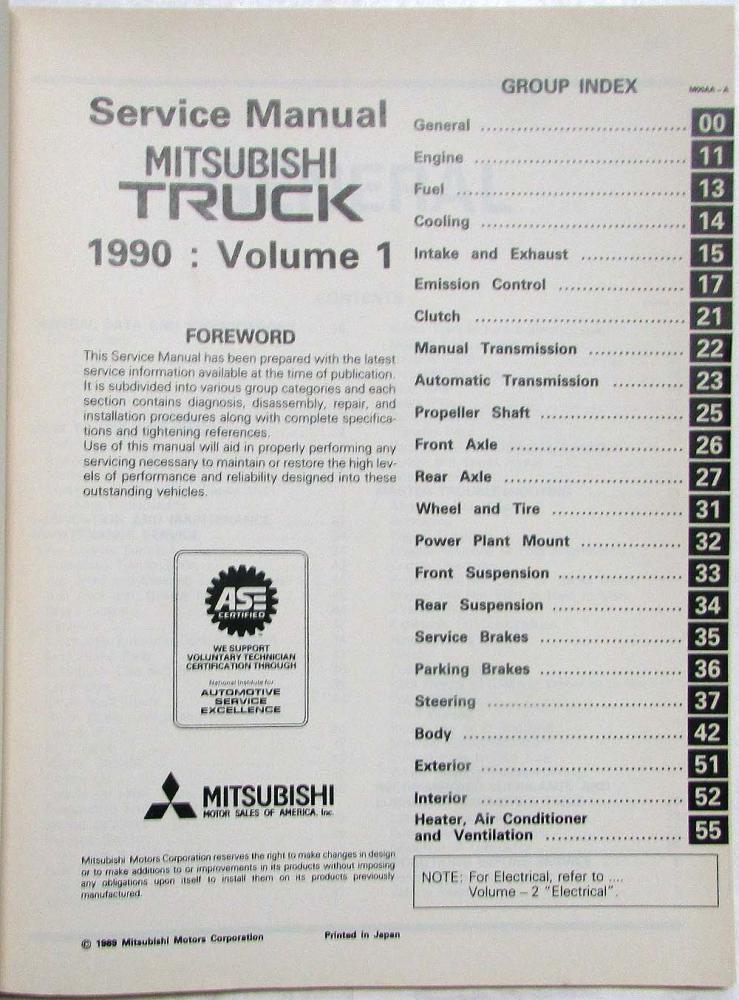 Service Manual
MITSUBISHI
TRUCK
1990 : Volume 1
FOREWORD
This Service Manual has been prepared with the latest
service information available at the time of publication.
It is subdivided into various group categories and each
section contains diagnosis, disassembly, repair, and
installation procedures along with complete specifica-
tions and tightening references.
Use of this manual will aid in properly performing any
servicing necessary to maintain or restore the high lev-
els of performance and reliability designed into these
outstanding vehicles.
ASE
CERTIFIED
WE SUPPORT
VOLUNTARY TECHNICIAN
CERTIFICATION THROUGH
National Institute for
AUTOMOTIVE
SERVICE
EXCELLENCE
MITSUBISHI
MOTOR SALES OF AMERICA, Inc.
Mitsubishi Motors Corporation reserves the right to make changes in design
or to make additions to or improvements in its products without imposing
any obligations upon itself to install them on its products previously
manufactured.
© 1989 Mitsubishi Motors Corporation Printed in Japan
GROUP INDEX
M00AA - A
General ........................................ 00
Engine ........................................ 11
Fuel ........................................ 13
Cooling ........................................ 14
Intake and Exhaust .................... 15
Emission Control ........................ 17
Clutch ........................................ 21
Manual Transmission .................. 22
Automatic Transmission .............. 23
Propeller Shaft ............................ 25
Front Axle .................................. 26
Rear Axle .................................. 27
Wheel and Tire .......................... 31
Power Plant Mount .................... 32
Front Suspension ........................ 33
Rear Suspension ........................ 34
Service Brakes .......................... 35
Parking Brakes .......................... 36
Steering .................................... 37
Body ........................................ 42
Exterior .................................... 51
Interior .................................... 52
Heater, Air Conditioner
and Ventilation .......................... 55
NOTE: For Electrical, refer to ....
Volume – 2 "Electrical".